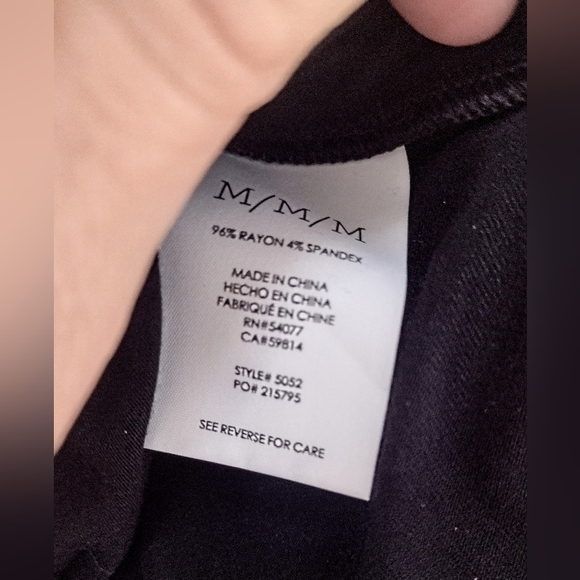 M/M/M
96% RAYON 4% SPANDEX
MADE IN CHINA
HECHO EN CHINA
FABRIQUÉ EN CHINE
RN#54077
CA#59814
STYLE# 5052
PO# 215795
SEE REVERSE FOR CARE